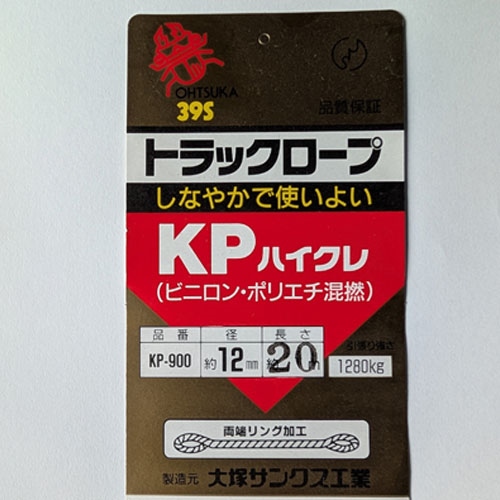 OHTSUKA
39S
品質保証
トラックロープ
しなやかで使いよい
KPハイクレ
(ビニロン・ポリエチ混撚)
品番 径 長さ 引張り強さ
KP-900 約12mm 約20m 1280kg
両端リング加工
製造元 大塚サンクス工業